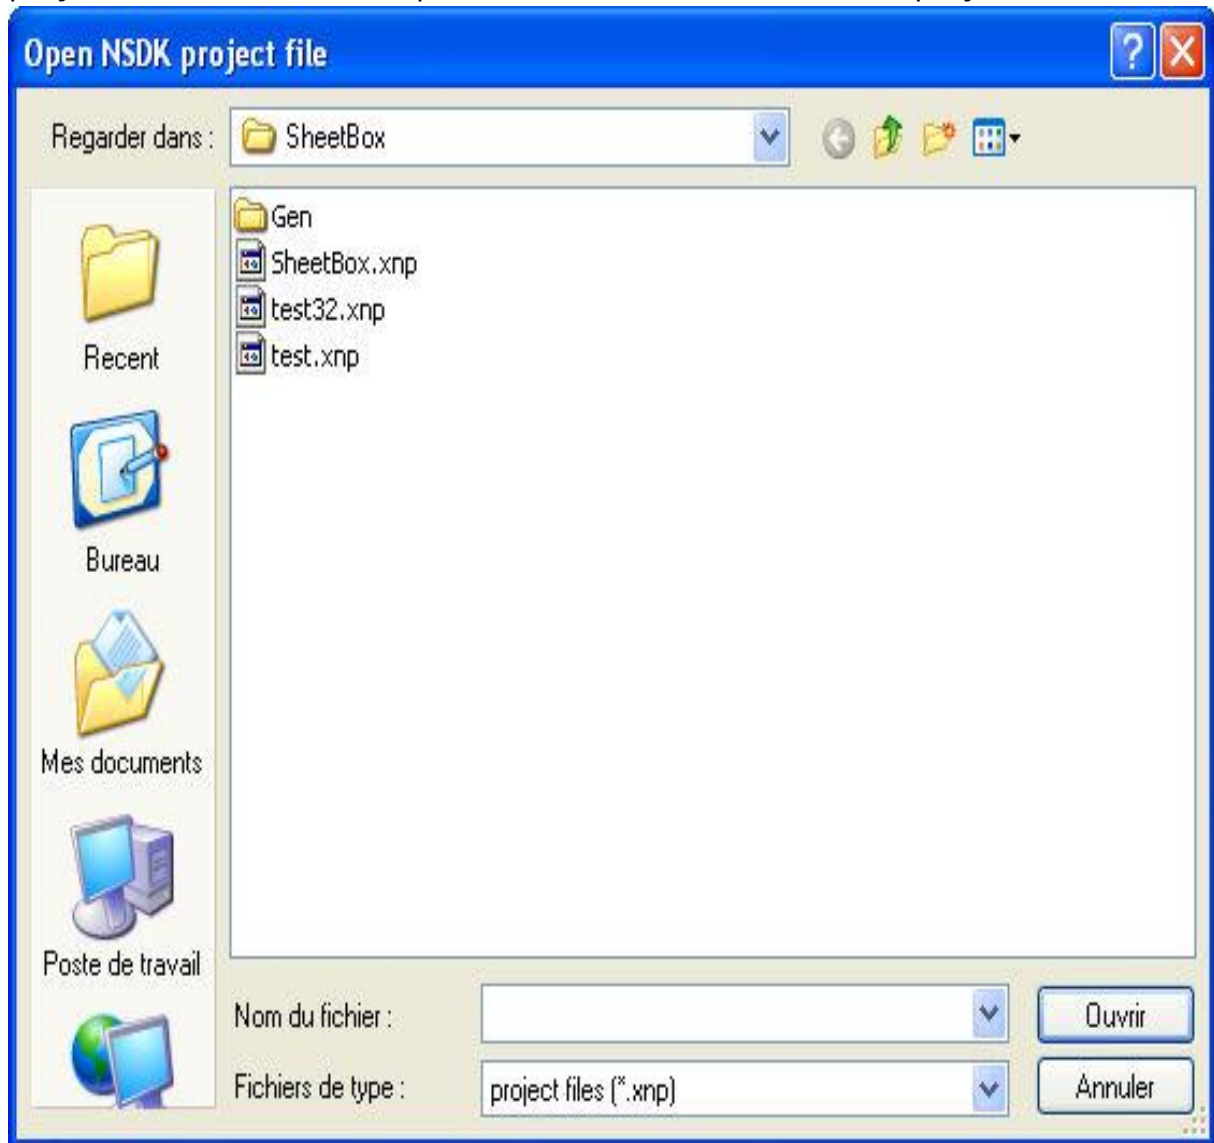 Open NSDK project file
Regarder dans :
SheetBox
Gen
SheetBox.xnp
test32.xnp
test.xnp
Recent
Bureau
Mes documents
Poste de travail
Nom du fichier :
Ouvrir
Fichiers de type :
project files (*.xnp)
Annuler